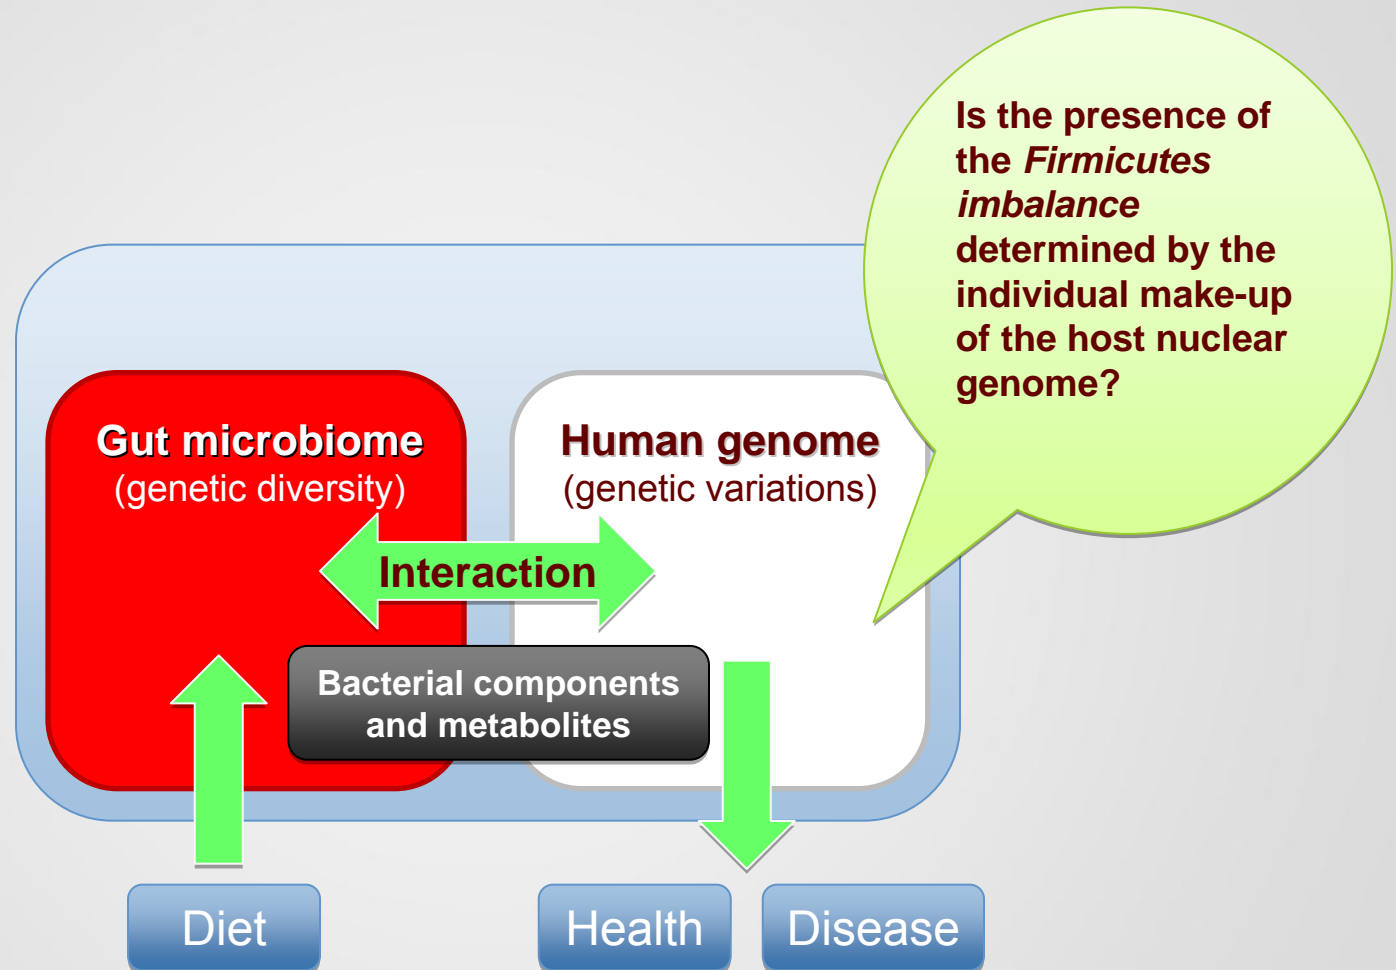 Is the presence of
the Firmicutes
imbalance
determined by the
individual make-up
of the host nuclear
genome?
Gut microbiome
(genetic diversity)
Human genome
(genetic variations)
Interaction
Bacterial components
and metabolites
Diet
Health
Disease